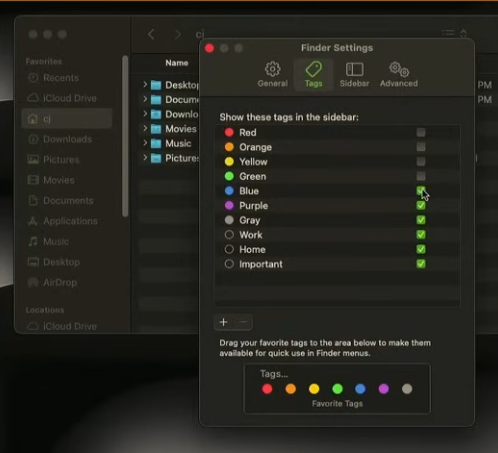 Favorites
Recents
iCloud Drive
cj
Downloads
Pictures
Movies
Documents
Applications
Music
Desktop
AirDrop
Locations
iCloud Drive
Name
Desktop
Docum
Downlo
Movies
Music
Pictures
PM
PM
Finder Settings
General
Tags
Sidebar
Advanced
Show these tags in the sidebar:
Red
Orange
Yellow
Green
Blue
Purple
Gray
Work
Home
Important
+
−
Drag your favorite tags to the area below to make them
available for quick use in Finder menus.
Tags...
Favorite Tags